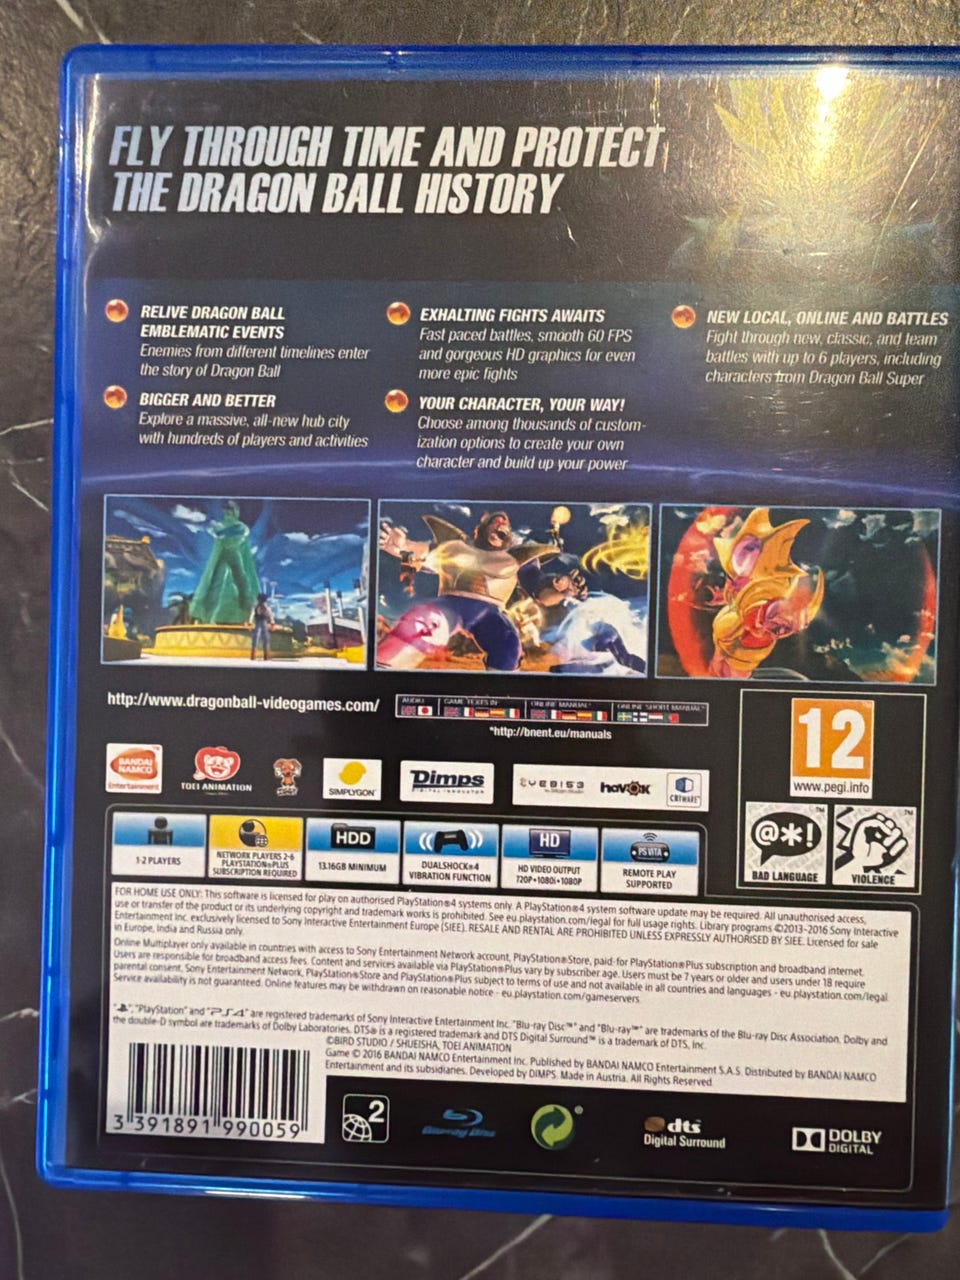 FLY THROUGH TIME AND PROTECT
THE DRAGON BALL HISTORY
RELIVE DRAGON BALL
EMBLEMATIC EVENTS
Enemies from different timelines enter
the story of Dragon Ball
BIGGER AND BETTER
Explore a massive, all-new hub city
with hundreds of players and activities
EXHALTING FIGHTS AWAITS
Fast paced battles, smooth 60 FPS
and gorgeous HD graphics for even
more epic fights
YOUR CHARACTER, YOUR WAY!
Choose among thousands of custom-
ization options to create your own
character and build up your power
NEW LOCAL, ONLINE AND BATTLES
Fight through new, classic, and team
battles with up to 6 players, including
characters from Dragon Ball Super
http://www.dragonball-videogames.com/
AUDIO
GAME TEXTS IN
ONLINE MANUAL*
ONLINE SHORT MANUAL*
*http://bnent.eu/manuals
12
www.pegi.info
BANDAI
NAMCO
Entertainment
TOEI ANIMATION
SIMPLYGON
Dimps
havok
CRIWARE
@*!
BAD LANGUAGE
VIOLENCE
1-2 PLAYERS
NETWORK PLAYERS 2-6
PLAYSTATION®PLUS
SUBSCRIPTION REQUIRED
HDD
13.16GB MINIMUM
DUALSHOCK®4
VIBRATION FUNCTION
HD
HD VIDEO OUTPUT
720P•1080i•1080P
PS VITA
REMOTE PLAY
SUPPORTED
FOR HOME USE ONLY: This software is licensed for play on authorised PlayStation®4 systems only. A PlayStation®4 system software update may be required. All unauthorised access,
use or transfer of the product or its underlying copyright and trademark works is prohibited. See eu.playstation.com/legal for full usage rights. Library programs ©2013-2016 Sony Interactive
Entertainment Inc. exclusively licensed to Sony Interactive Entertainment Europe (SIEE). RESALE AND RENTAL ARE PROHIBITED UNLESS EXPRESSLY AUTHORISED BY SIEE. Licensed for sale
in Europe, India and Russia only.
Online Multiplayer only available in countries with access to Sony Entertainment Network account, PlayStation®Store, paid-for PlayStation®Plus subscription and broadband internet.
Users are responsible for broadband access fees. Content and services available via PlayStation®Plus vary by subscriber age. Users must be 7 years or older and users under 18 require
parental consent. Sony Entertainment Network, PlayStation®Store and PlayStation®Plus subject to terms of use and not available in all countries and languages - eu.playstation.com/legal
Service availability is not guaranteed. Online features may be withdrawn on reasonable notice - eu.playstation.com/gameservers.
"PlayStation" and "PS4" are registered trademarks of Sony Interactive Entertainment Inc. "Blu-ray Disc™" and "Blu-ray™" are trademarks of the Blu-ray Disc Association. Dolby and
the double-D symbol are trademarks of Dolby Laboratories. DTS® is a registered trademark and DTS Digital Surround™ is a trademark of DTS, Inc.
©BIRD STUDIO / SHUEISHA, TOEI ANIMATION
Game © 2016 BANDAI NAMCO Entertainment Inc. Published by BANDAI NAMCO Entertainment S.A.S. Distributed by BANDAI NAMCO
Entertainment and its subsidiaries. Developed by DIMPS. Made in Austria. All Rights Reserved.
3 391891 990059
2
Blu-ray Disc
dts
Digital Surround
DOLBY
DIGITAL